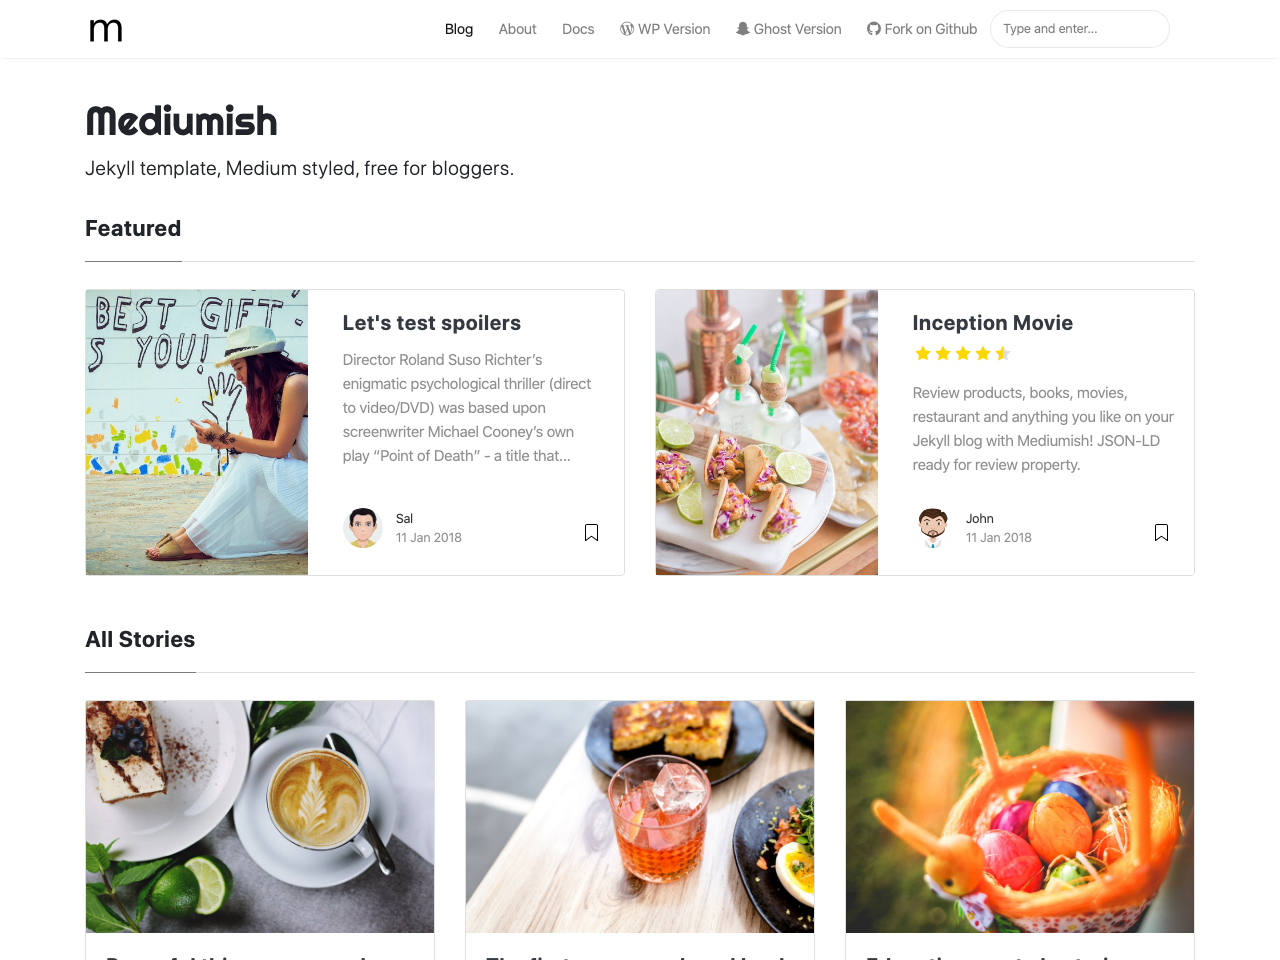 m
Blog About Docs WP Version Ghost Version Fork on Github Type and enter...
Mediumish
Jekyll template, Medium styled, free for bloggers.
Featured
BEST GIFT
S YOU!
Let's test spoilers
Director Roland Suso Richter’s
enigmatic psychological thriller (direct
to video/DVD) was based upon
screenwriter Michael Cooney’s own
play “Point of Death” - a title that...
Sal
11 Jan 2018
Inception Movie
Review products, books, movies,
restaurant and anything you like on your
Jekyll blog with Mediumish! JSON-LD
ready for review property.
John
11 Jan 2018
All Stories